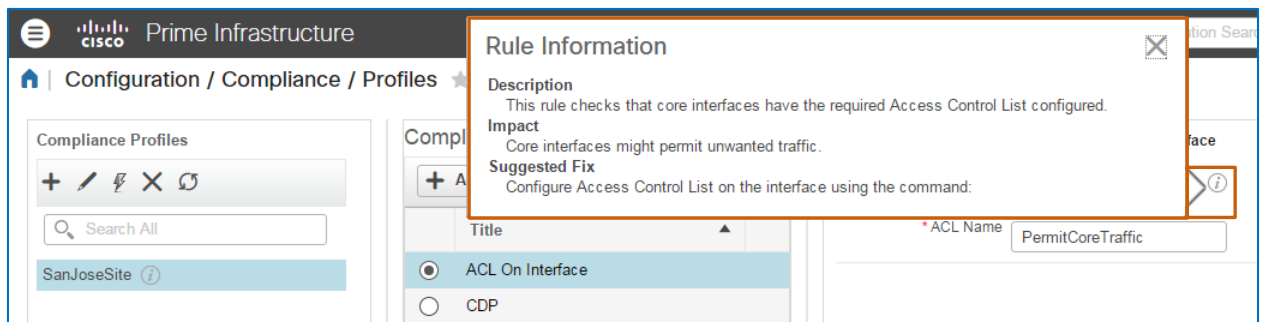 cisco Prime Infrastructure
Configuration / Compliance / Profiles
Compliance Profiles
Search All
SanJoseSite
Title
ACL On Interface
CDP
Rule Information
Description
This rule checks that core interfaces have the required Access Control List configured.
Impact
Core interfaces might permit unwanted traffic.
Suggested Fix
Configure Access Control List on the interface using the command:
* ACL Name PermitCoreTraffic